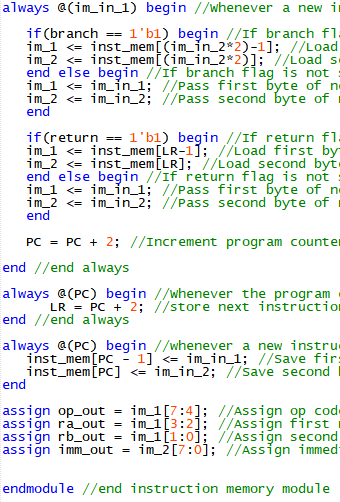 always @(im_in_1) begin //Whenever a new in
if(branch == 1'b1) begin //If branch fla
im_1 <= inst_mem[(im_in_2*2)-1]; //Load
im_2 <= inst_mem[(im_in_2*2)]; //Load se
end else begin //If branch flag is not s
im_1 <= im_in_1; //Pass first byte of ne
im_2 <= im_in_2; //Pass second byte of n
end
if(return == 1'b1) begin //If return fla
im_1 <= inst_mem[LR-1]; //Load first byt
im_2 <= inst_mem[LR]; //Load second byte
end else begin //If return flag is not s
im_1 <= im_in_1; //Pass first byte of ne
im_2 <= im_in_2; //Pass second byte of n
end
PC = PC + 2; //Increment program counter
end //end always
always @(PC) begin //Whenever the program c
LR = PC + 2; //store next instruction
end //end always
always @(PC) begin //whenever a new instruc
inst_mem[PC - 1] <= im_in_1; //Save firs
inst_mem[PC] <= im_in_2; //Save second b
end
assign op_out = im_1[7:4]; //Assign op code
assign ra_out = im_1[3:2]; //Assign first r
assign rb_out = im_1[1:0]; //Assign second
assign imm_out = im_2[7:0]; //Assign immedi
endmodule //end instruction memory module